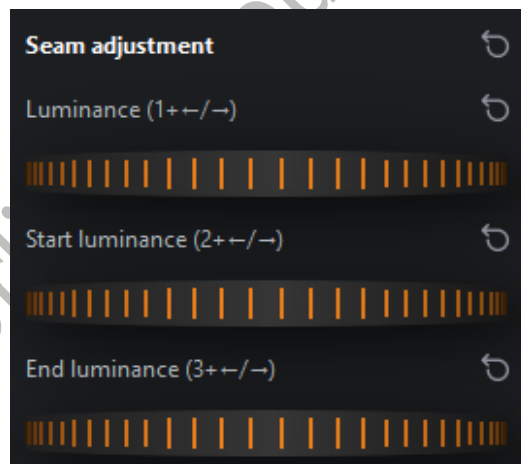 Seam adjustment
Luminance (1+←/→)
Start luminance (2+←/→)
End luminance (3+←/→)